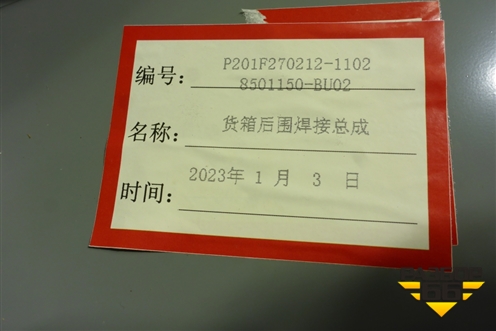 编号： P201F270212-1102
8501150-BU02
名称： 货箱后围焊接总成
时间： 2023年 1 月 3 日